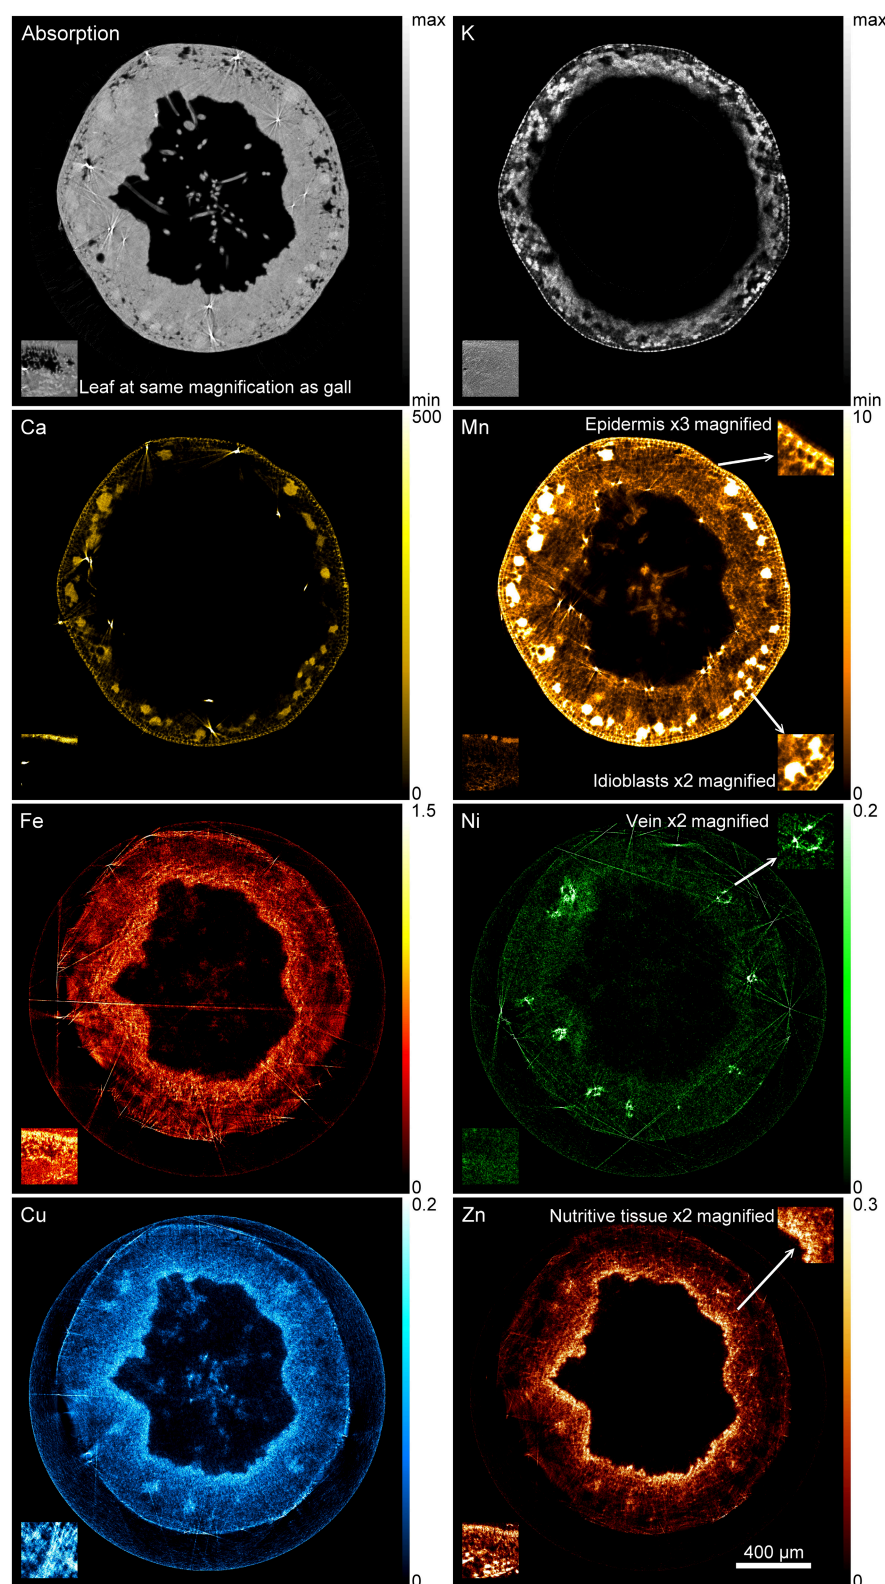 Absorption
max
K
max
Leaf at same magnification as gall
min
min
Ca
500
Mn
Epidermis x3 magnified
10
Idioblasts x2 magnified
0
0
Fe
1.5
Ni
Vein x2 magnified
0.2
0
0
Cu
0.2
Zn
Nutritive tissue x2 magnified
0.3
400 µm
0
0